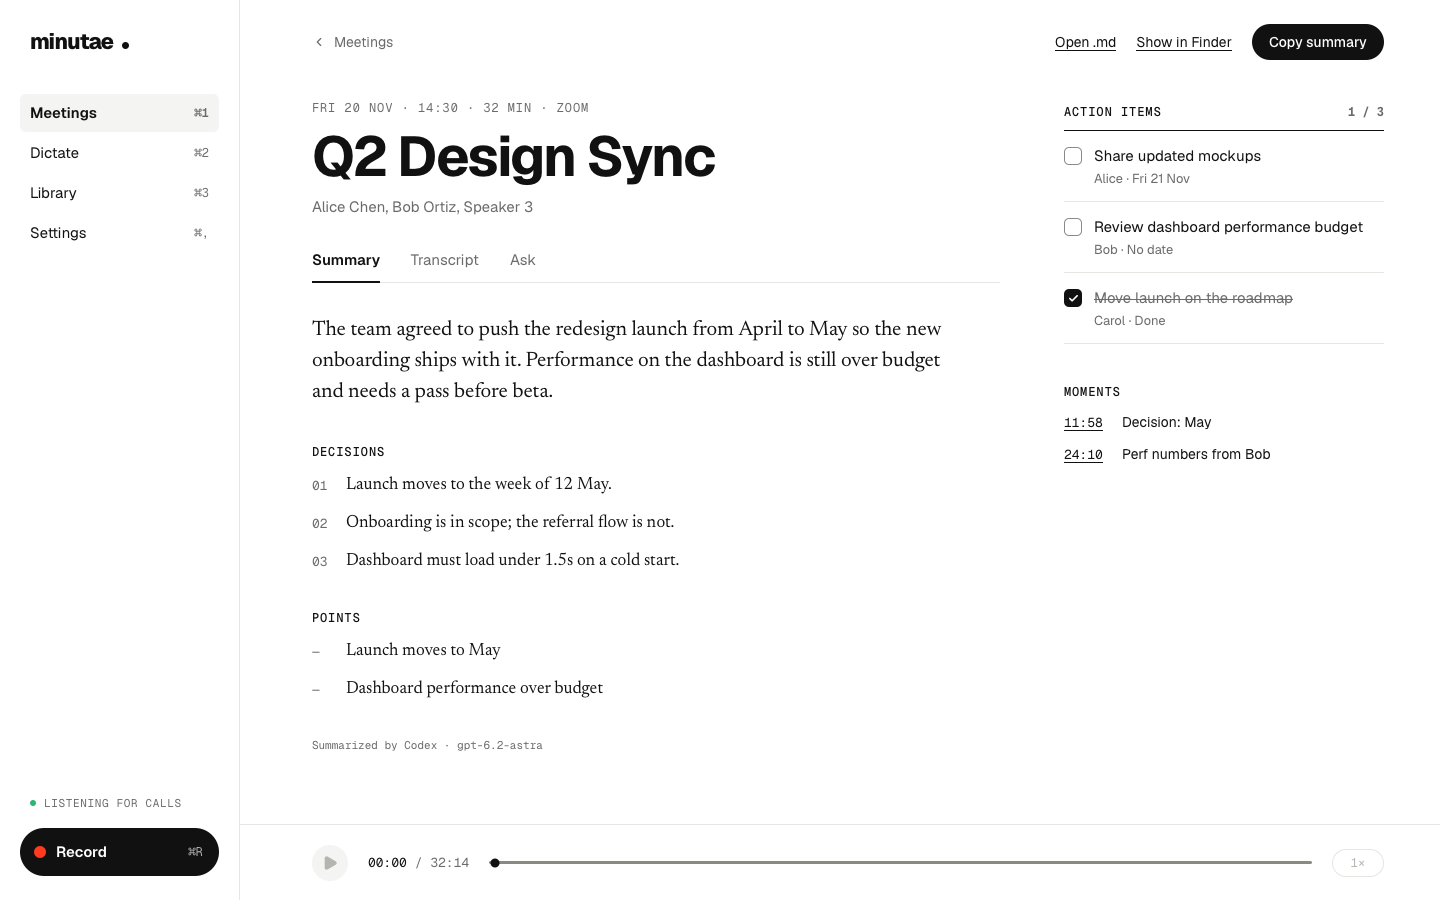 minutae
Meetings ⌘1
Dictate ⌘2
Library ⌘3
Settings ⌘,
LISTENING FOR CALLS
Record ⌘R
Meetings
Open .md Show in Finder Copy summary
FRI 20 NOV · 14:30 · 32 MIN · ZOOM
Q2 Design Sync
Alice Chen, Bob Ortiz, Speaker 3
Summary Transcript Ask
The team agreed to push the redesign launch from April to May so the new
onboarding ships with it. Performance on the dashboard is still over budget
and needs a pass before beta.
DECISIONS
01 Launch moves to the week of 12 May.
02 Onboarding is in scope; the referral flow is not.
03 Dashboard must load under 1.5s on a cold start.
POINTS
– Launch moves to May
– Dashboard performance over budget
Summarized by Codex · gpt-6.2-astra
ACTION ITEMS 1 / 3
Share updated mockups
Alice · Fri 21 Nov
Review dashboard performance budget
Bob · No date
Move launch on the roadmap
Carol · Done
MOMENTS
11:58 Decision: May
24:10 Perf numbers from Bob
00:00 / 32:14 1×